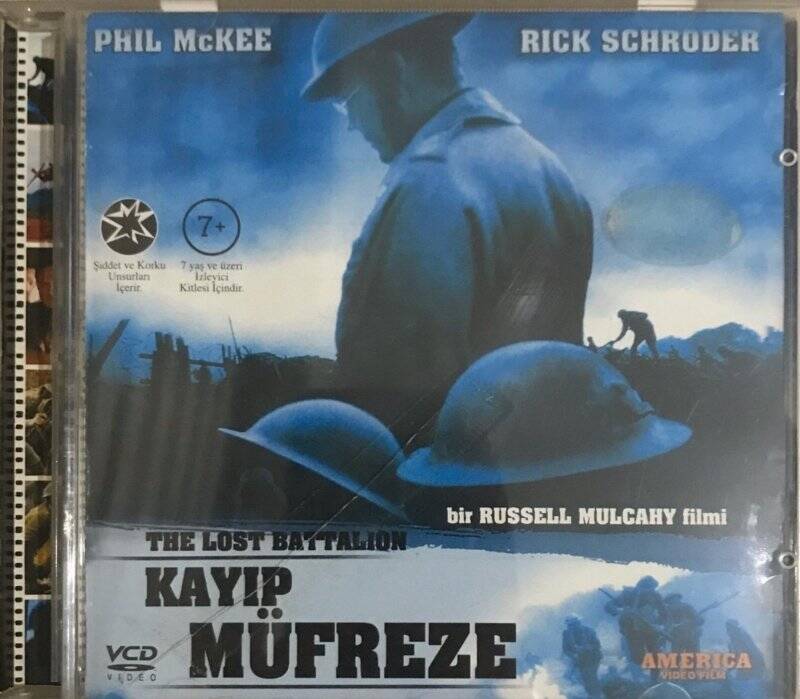 PHIL McKEE
RICK SCHRODER
7+
Şiddet ve Korku
Unsurları
İçerir.
7 yaş ve üzeri
İzleyici
Kitlesi İçindir.
bir RUSSELL MULCAHY filmi
THE LOST BATTALION
KAYIP
MÜFREZE
VCD
VIDEO
AMERICA
VIDEO FILM